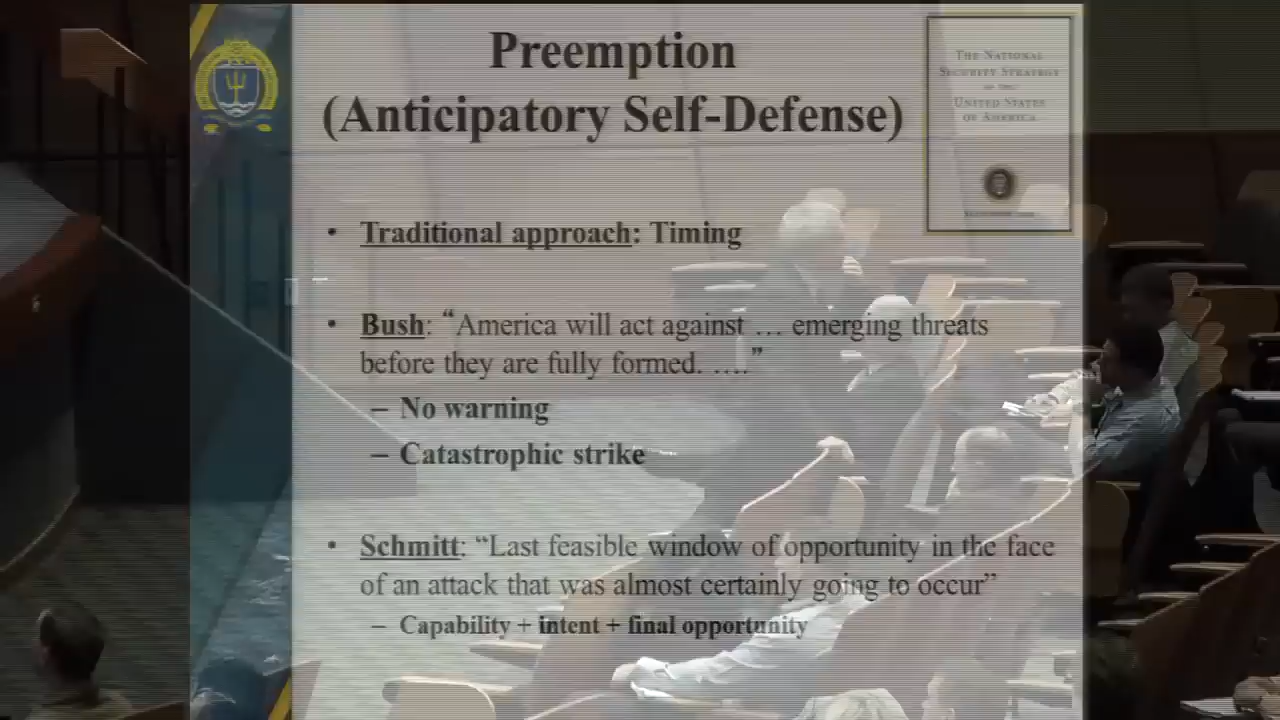 Preemption
(Anticipatory Self-Defense)
THE NATIONAL
SECURITY STRATEGY
OF THE
UNITED STATES
OF AMERICA
• Traditional approach: Timing
• Bush: “America will act against … emerging threats
before they are fully formed. ….”
– No warning
– Catastrophic strike
• Schmitt: “Last feasible window of opportunity in the face
of an attack that was almost certainly going to occur”
– Capability + intent + final opportunity